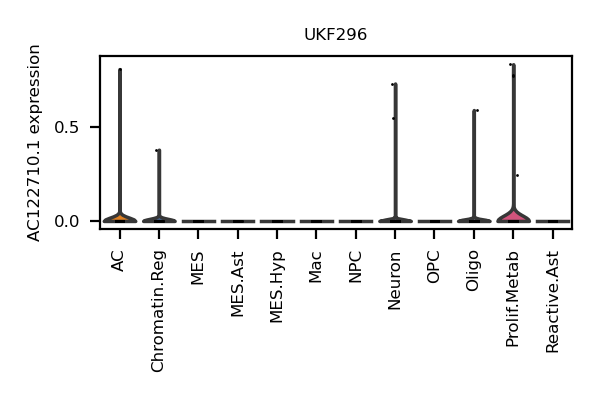 UKF296
AC122710.1 expression
0.5
0.0
AC
Chromatin.Reg
MES
MES.Ast
MES.Hyp
Mac
NPC
Neuron
OPC
Oligo
Prolif.Metab
Reactive.Ast